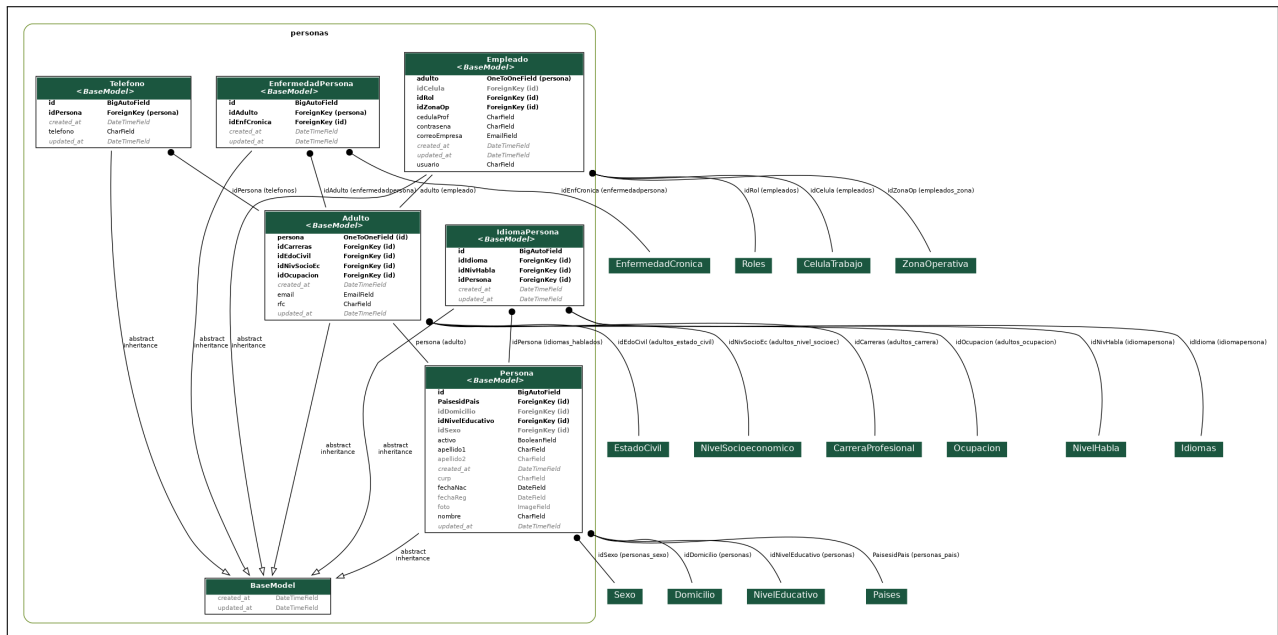 personas
Telefono
<BaseModel>
id BigAutoField
idPersona ForeignKey (persona)
created_at DateTimeField
telefono CharField
updated_at DateTimeField
EnfermedadPersona
<BaseModel>
id BigAutoField
idAdulto ForeignKey (persona)
idEnfCronica ForeignKey (id)
created_at DateTimeField
updated_at DateTimeField
Empleado
<BaseModel>
adulto OneToOneField (persona)
idCelula ForeignKey (id)
idRol ForeignKey (id)
idZonaOp ForeignKey (id)
cedulaProf CharField
contrasena CharField
correoEmpresa EmailField
created_at DateTimeField
updated_at DateTimeField
usuario CharField
idPersona (telefonos)
idAdulto (enfermedadpersona)
adulto (empleado)
idEnfCronica (enfermedadpersona)
idRol (empleados)
idCelula (empleados)
idZonaOp (empleados_zona)
Adulto
<BaseModel>
persona OneToOneField (id)
idCarreras ForeignKey (id)
idEdoCivil ForeignKey (id)
idNivSocioEc ForeignKey (id)
idOcupacion ForeignKey (id)
created_at DateTimeField
email EmailField
rfc CharField
updated_at DateTimeField
IdiomaPersona
<BaseModel>
id BigAutoField
idIdioma ForeignKey (id)
idNivHabla ForeignKey (id)
idPersona ForeignKey (id)
created_at DateTimeField
updated_at DateTimeField
EnfermedadCronica
Roles
CelulaTrabajo
ZonaOperativa
abstract
inheritance
abstract
inheritance
abstract
inheritance
persona (adulto)
idPersona (idiomas_hablados)
idEdoCivil (adultos_estado_civil)
idNivSocioEc (adultos_nivel_socioec)
idCarreras (adultos_carrera)
idOcupacion (adultos_ocupacion)
idNivHabla (idiomapersona)
idIdioma (idiomapersona)
Persona
<BaseModel>
id BigAutoField
PaisesidPais ForeignKey (id)
idDomicilio ForeignKey (id)
idNivelEducativo ForeignKey (id)
idSexo ForeignKey (id)
activo BooleanField
apellido1 CharField
apellido2 CharField
created_at DateTimeField
curp CharField
fechaNac DateField
fechaReg DateField
foto ImageField
nombre CharField
updated_at DateTimeField
abstract
inheritance
abstract
inheritance
EstadoCivil
NivelSocioeconomico
CarreraProfesional
Ocupacion
NivelHabla
Idiomas
abstract
inheritance
idSexo (personas_sexo)
idDomicilio (personas)
idNivelEducativo (personas)
PaisesidPais (personas_pais)
BaseModel
created_at DateTimeField
updated_at DateTimeField
Sexo
Domicilio
NivelEducativo
Paises